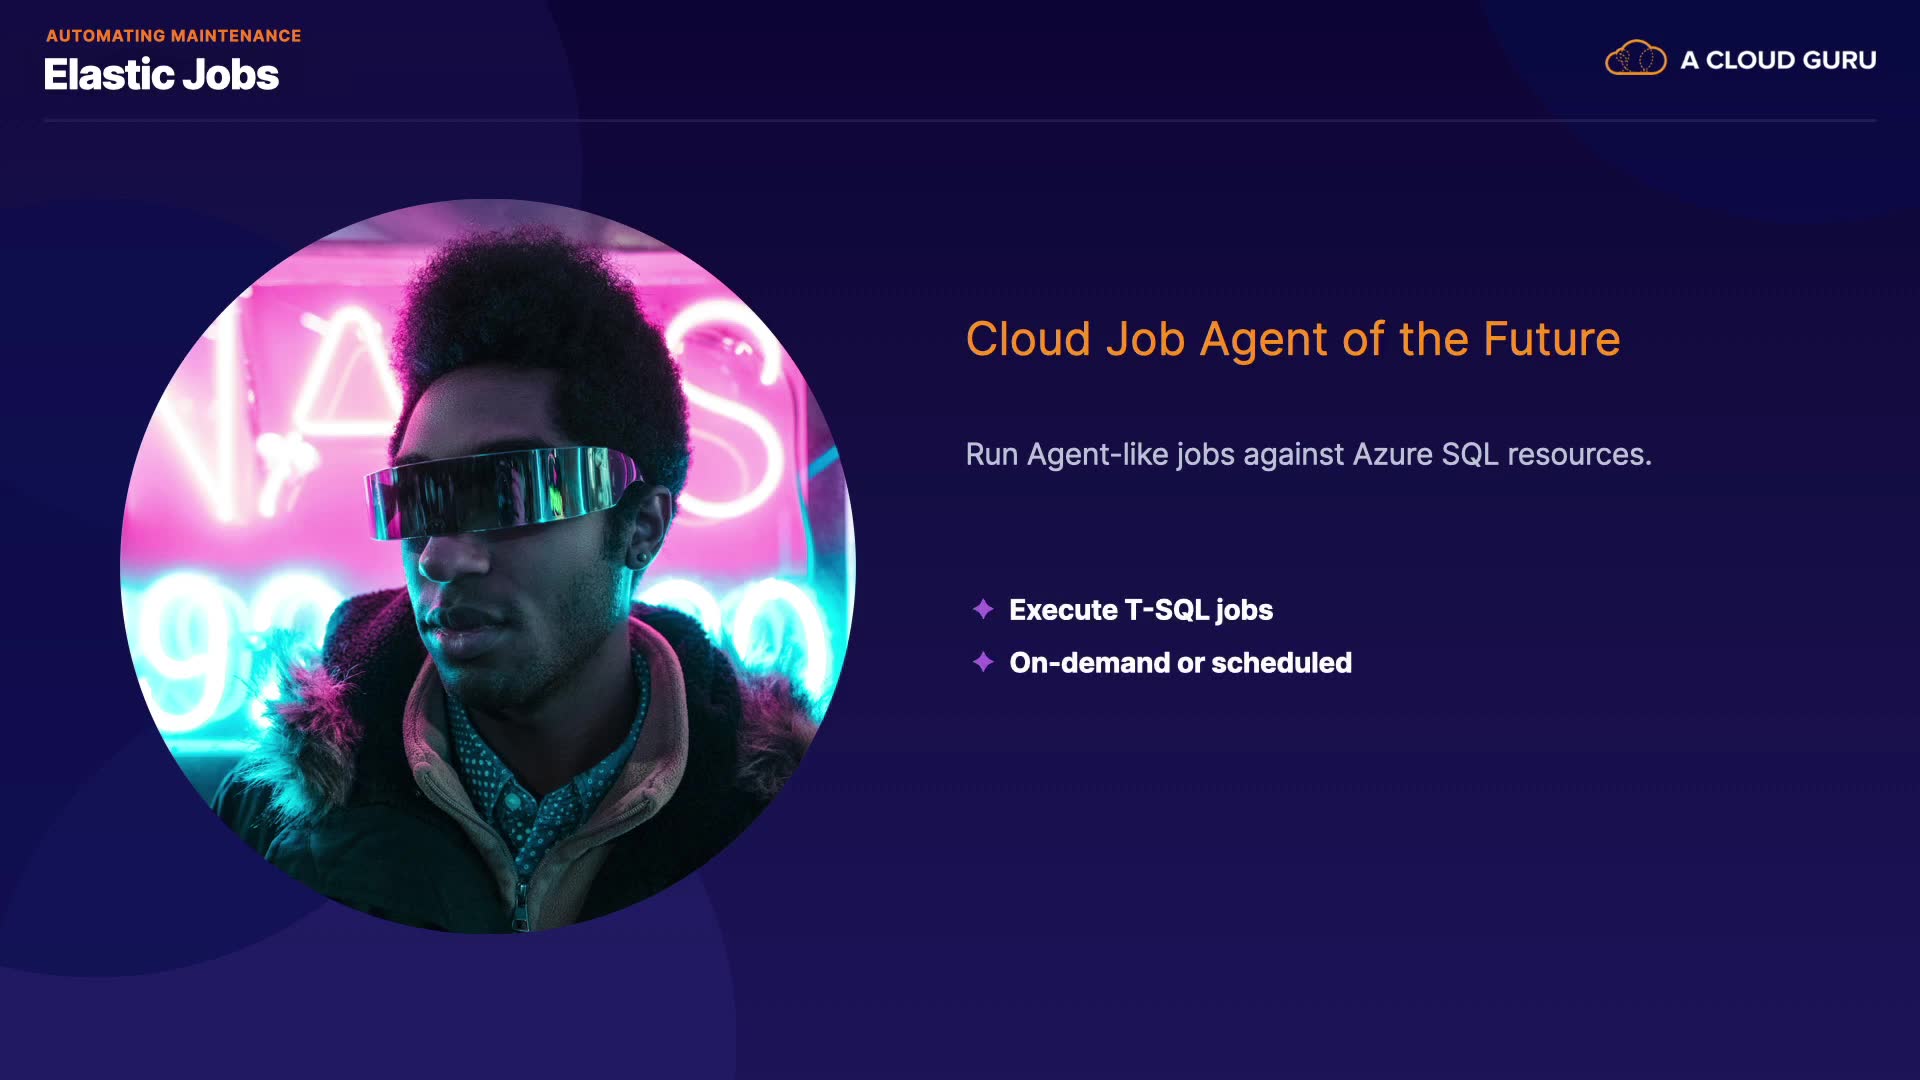 AUTOMATING MAINTENANCE
Elastic Jobs
A CLOUD GURU
Cloud Job Agent of the Future
Run Agent-like jobs against Azure SQL resources.
Execute T-SQL jobs
On-demand or scheduled